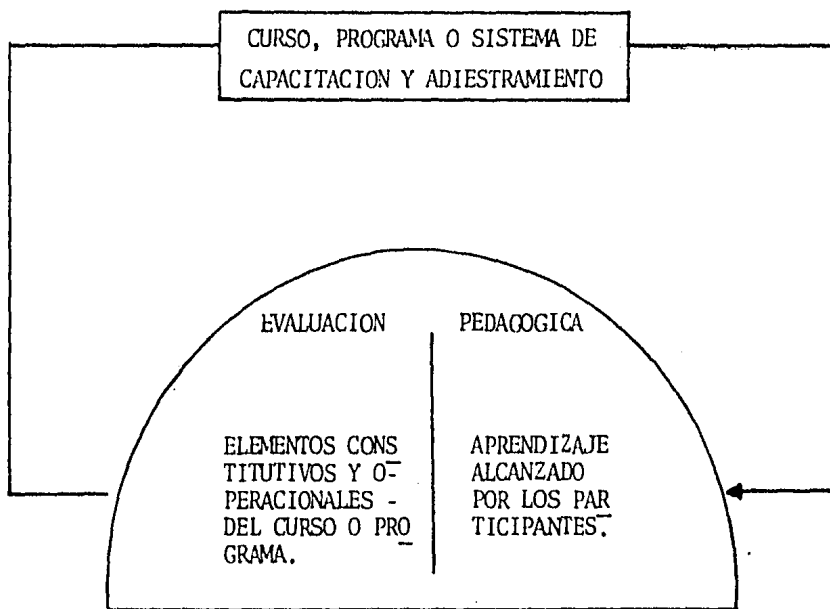 CURSO, PROGRAMA O SISTEMA DE
CAPACITACION Y ADIESTRAMIENTO
EVALUACION PEDAGOGICA
ELEMENTOS CONS
TITUTIVOS Y O-
PERACIONALES -
DEL CURSO O PRO
GRAMA.
APRENDIZAJE
ALCANZADO
POR LOS PAR
TICIPANTES.